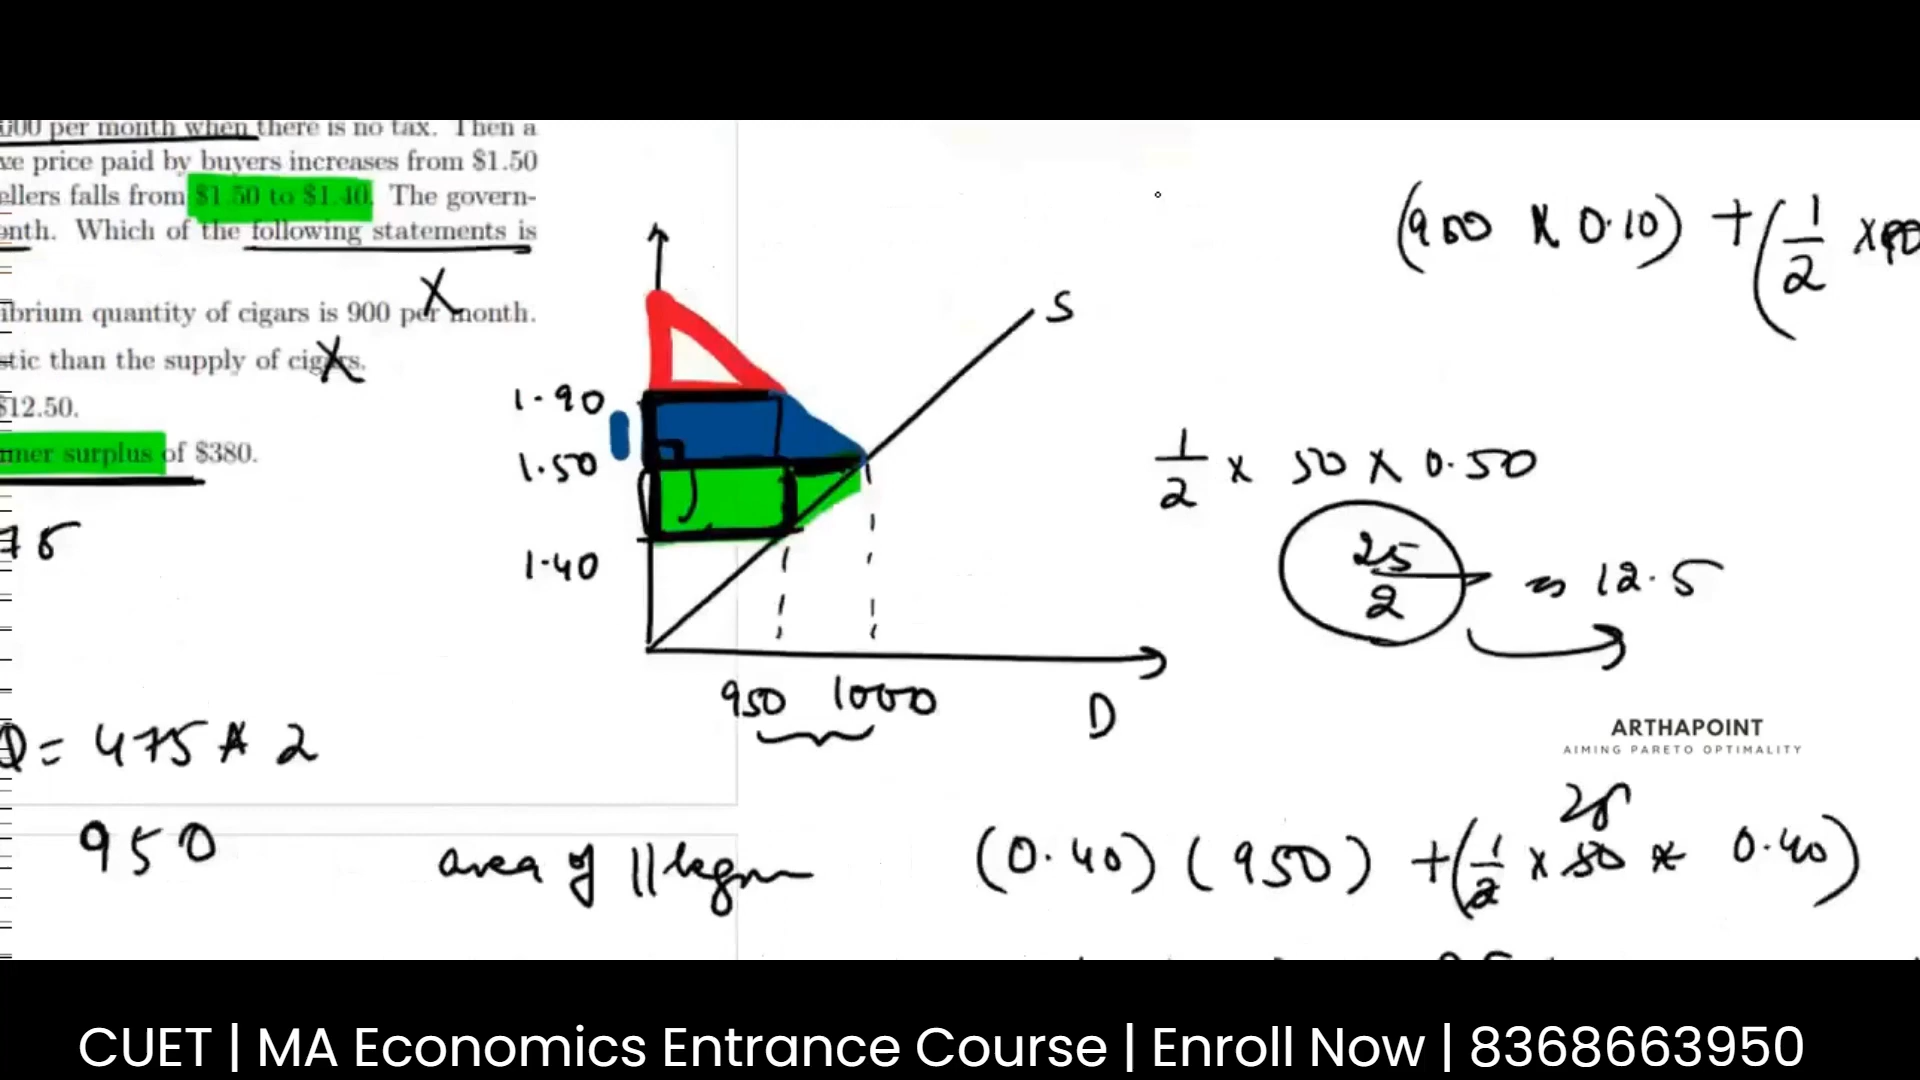 000 per month when there is no tax. Then a
ve price paid by buyers increases from $1.50
ellers falls from $1.50 to $1.40. The govern-
onth. Which of the following statements is
ibrium quantity of cigars is 900 per month.
X
stic than the supply of cigars.
X
$12.50.
mer surplus of $380.
75
Q = 475 * 2
950
S
1.90
1.50
1.40
950 1000 D
area of ||kgm
(950 X 0.10) + (1/2 x
1/2 x 50 x 0.50
25/2 = 12.5
ARTHAPOINT
AIMING PARETO OPTIMALITY
25
(0.40) (950) + (1/2 x 50 * 0.40)
CUET | MA Economics Entrance Course | Enroll Now | 8368663950